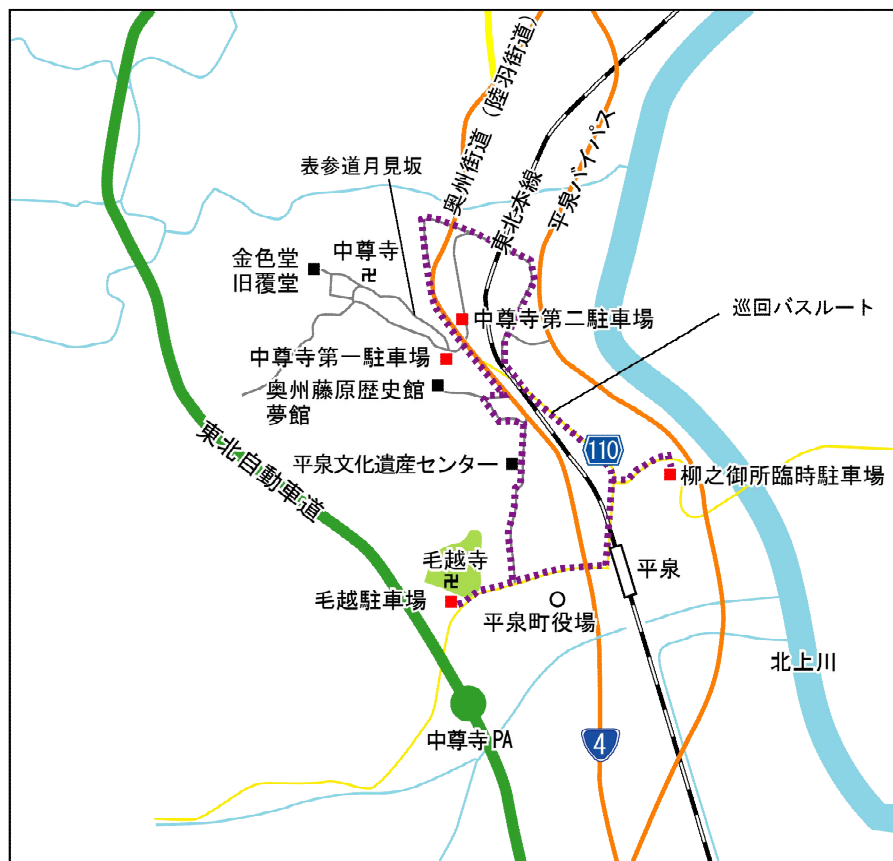 奥州街道（陸羽街道）
東北本線
平泉バイパス
表参道月見坂
中尊寺
卍
金色堂
旧覆堂
中尊寺第二駐車場
巡回バスルート
中尊寺第一駐車場
奥州藤原歴史館
夢館
110
平泉文化遺産センター
柳之御所臨時駐車場
東北自動車道
毛越寺
卍
平泉
毛越駐車場
平泉町役場
北上川
中尊寺PA
4